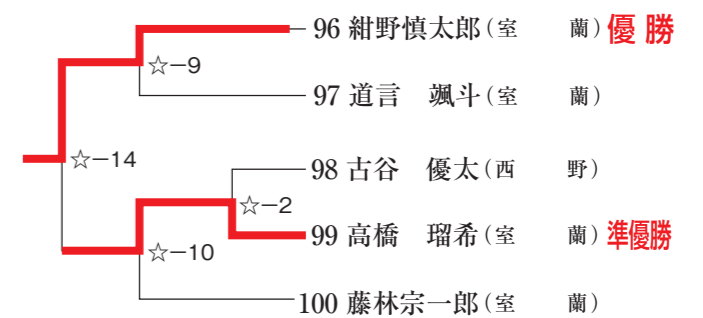 96 紺野慎太郎(室　蘭) 優勝
☆−9
97 道言　颯斗(室　蘭)
☆−14
98 古谷　優太(西　野)
☆−2
99 高橋　瑠希(室　蘭) 準優勝
☆−10
100 藤林宗一郎(室　蘭)